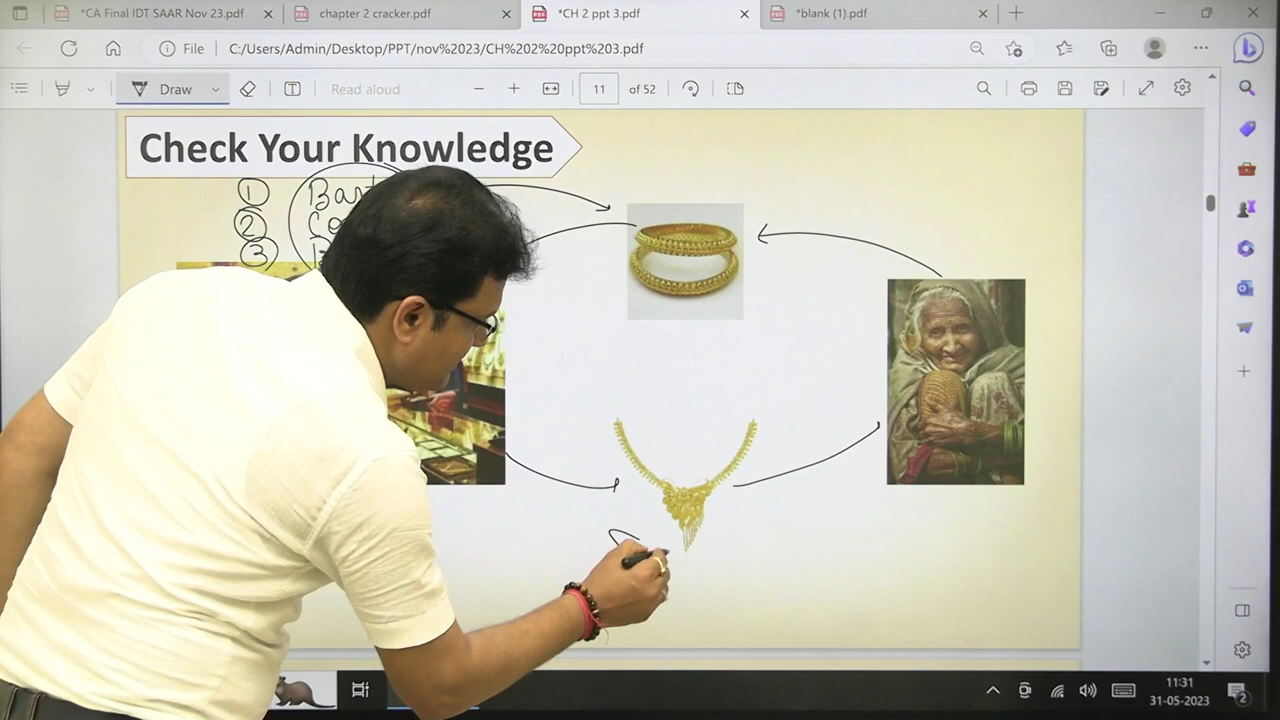 *CA Final IDT SAAR Nov 23.pdf
chapter 2 cracker.pdf
*CH 2 ppt 3.pdf
*blank (1).pdf
File
C:/Users/Admin/Desktop/PPT/nov%2023/CH%202%20ppt%203.pdf
Draw
Read aloud
11 of 52
Check Your Knowledge
1
2
3
11:31
31-05-2023
2